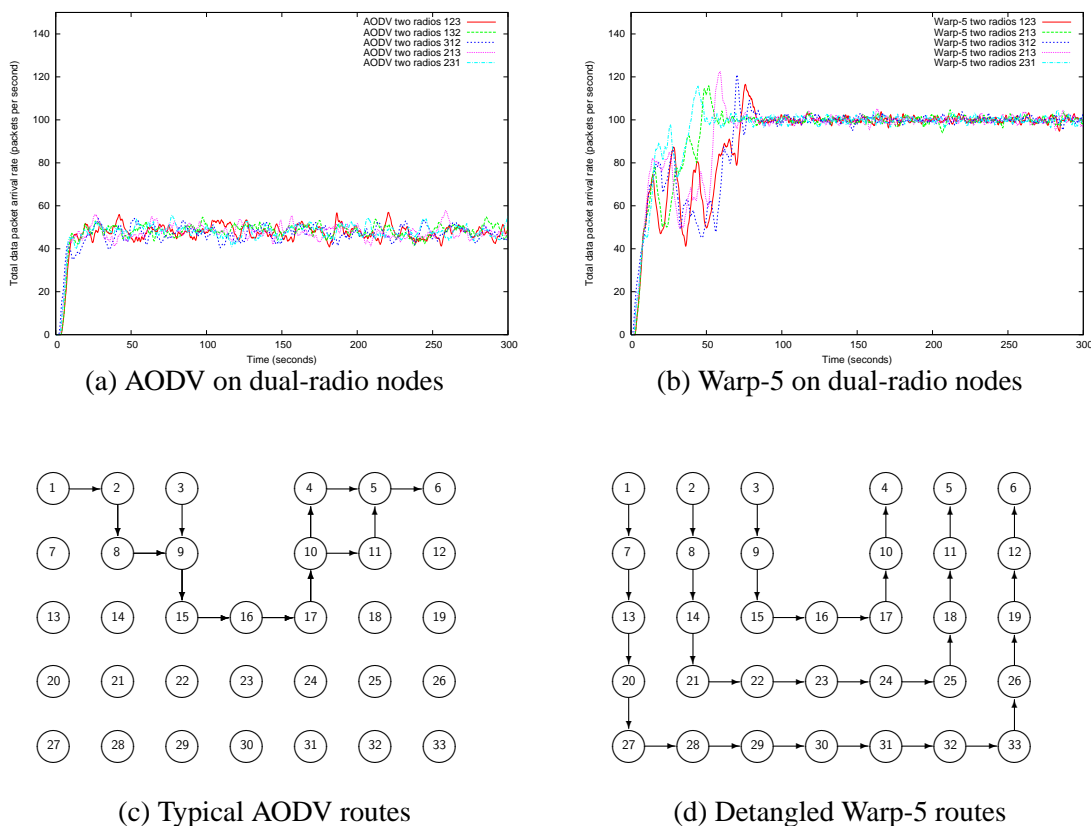 AODV two radios 123
AODV two radios 132
AODV two radios 312
AODV two radios 213
AODV two radios 231
Total data packet arrival rate (packets per second)
140
120
100
80
60
40
20
0
0 50 100 150 200 250 300
Time (seconds)
(a) AODV on dual-radio nodes
Warp-5 two radios 123
Warp-5 two radios 213
Warp-5 two radios 312
Warp-5 two radios 213
Warp-5 two radios 231
Total data packet arrival rate (packets per second)
140
120
100
80
60
40
20
0
0 50 100 150 200 250 300
Time (seconds)
(b) Warp-5 on dual-radio nodes
1 2 3 4 5 6
7 8 9 10 11 12
13 14 15 16 17 18 19
20 21 22 23 24 25 26
27 28 29 30 31 32 33
(c) Typical AODV routes
1 2 3 4 5 6
7 8 9 10 11 12
13 14 15 16 17 18 19
20 21 22 23 24 25 26
27 28 29 30 31 32 33
(d) Detangled Warp-5 routes